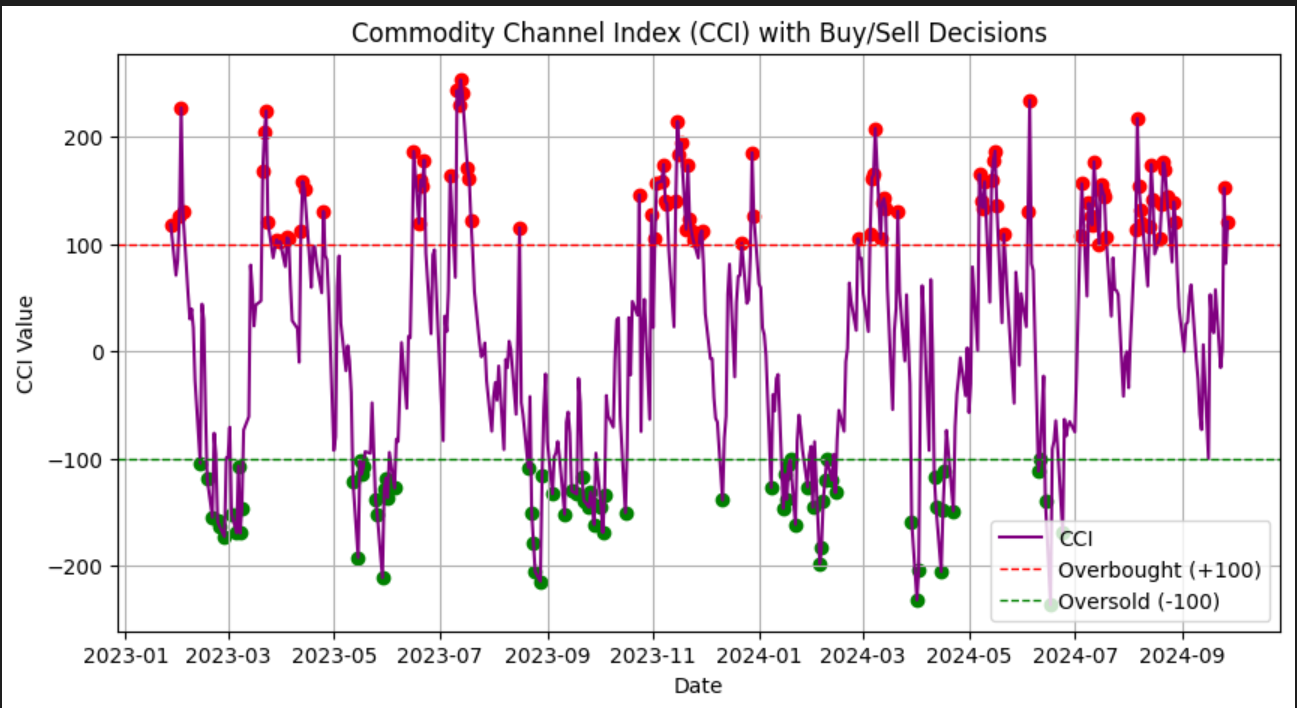 Commodity Channel Index (CCI) with Buy/Sell Decisions
CCI Value
200
100
0
−100
−200
CCI
Overbought (+100)
Oversold (-100)
2023-01 2023-03 2023-05 2023-07 2023-09 2023-11 2024-01 2024-03 2024-05 2024-07 2024-09
Date